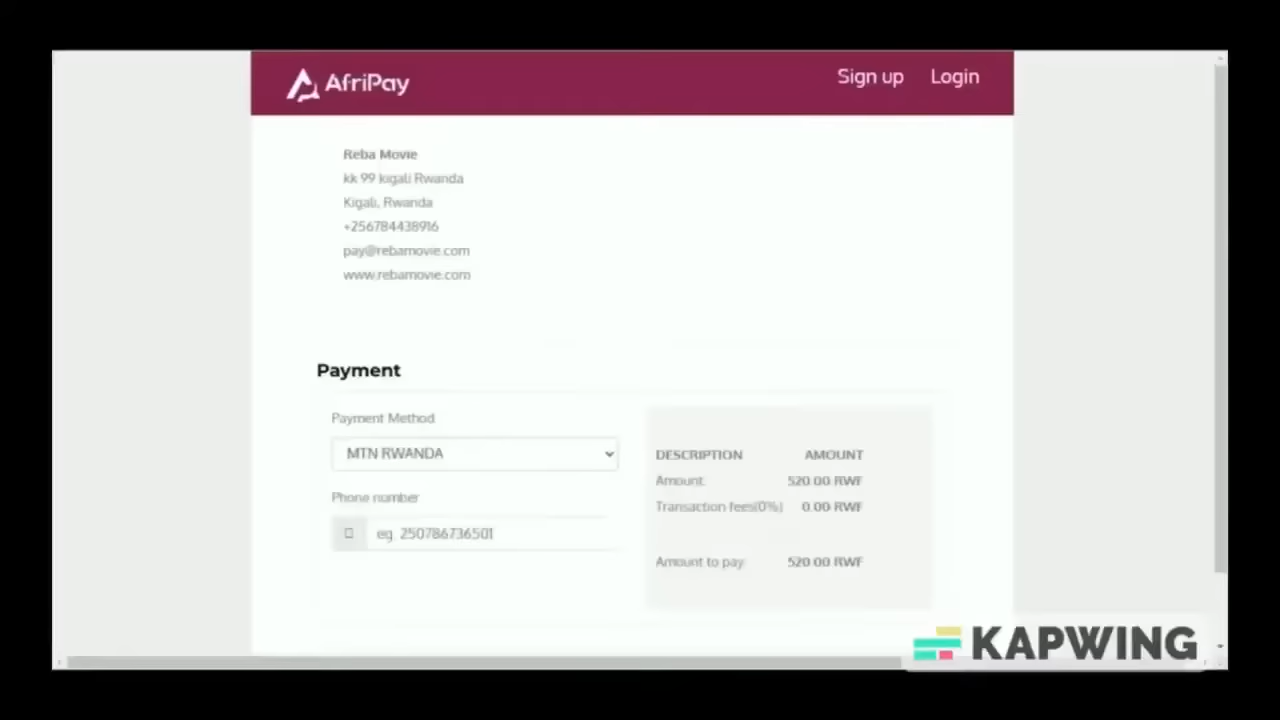 AfriPay
Sign up Login
Reba Movie
kk 99 kigali Rwanda
Kigali, Rwanda
+256784438916
pay@rebamovie.com
www.rebamovie.com
Payment
Payment Method
MTN RWANDA
Phone number
eg. 250786736501
DESCRIPTION AMOUNT
Amount: 520.00 RWF
Transaction fees(0%) 0.00 RWF
Amount to pay: 520.00 RWF
KAPWING